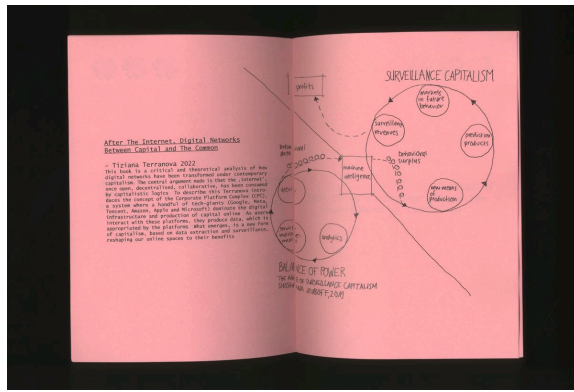 After The Internet, Digital Networks
Between Capital and The Common
– Tiziana Terranova 2022
This book is a critical and theoretical analysis of how
digital networks have been transformed under contemporary
capitalism. The central argument made is that the internet,
once open, decentralised, collaborative, has been consumed
by capitalistic logics. To describe this Terranova intro-
duces the concept of the Corporate Platform Complex (CPC),
a system where a handful of tech-giants (Google, Meta,
Tencent, Amazon, Apple and Microsoft) dominate the digital
infrastructure and production of capital online. As users
interact with these platforms, they produce data, which is
appropriated by the platforms. What emerges, is a new form
of capitalism, based on data extraction and surveillance,
reshaping our online spaces to their benefits
profits
SURVEILLANCE CAPITALISM
markets
in future
behavior
surveillance
revenues
prediction
products
behavioral
surplus
data
machine
intelligence
new means
of
production
analytics
BALANCE OF POWER
THE AGE OF SURVEILLANCE CAPITALISM
ZUBOFF, 2019